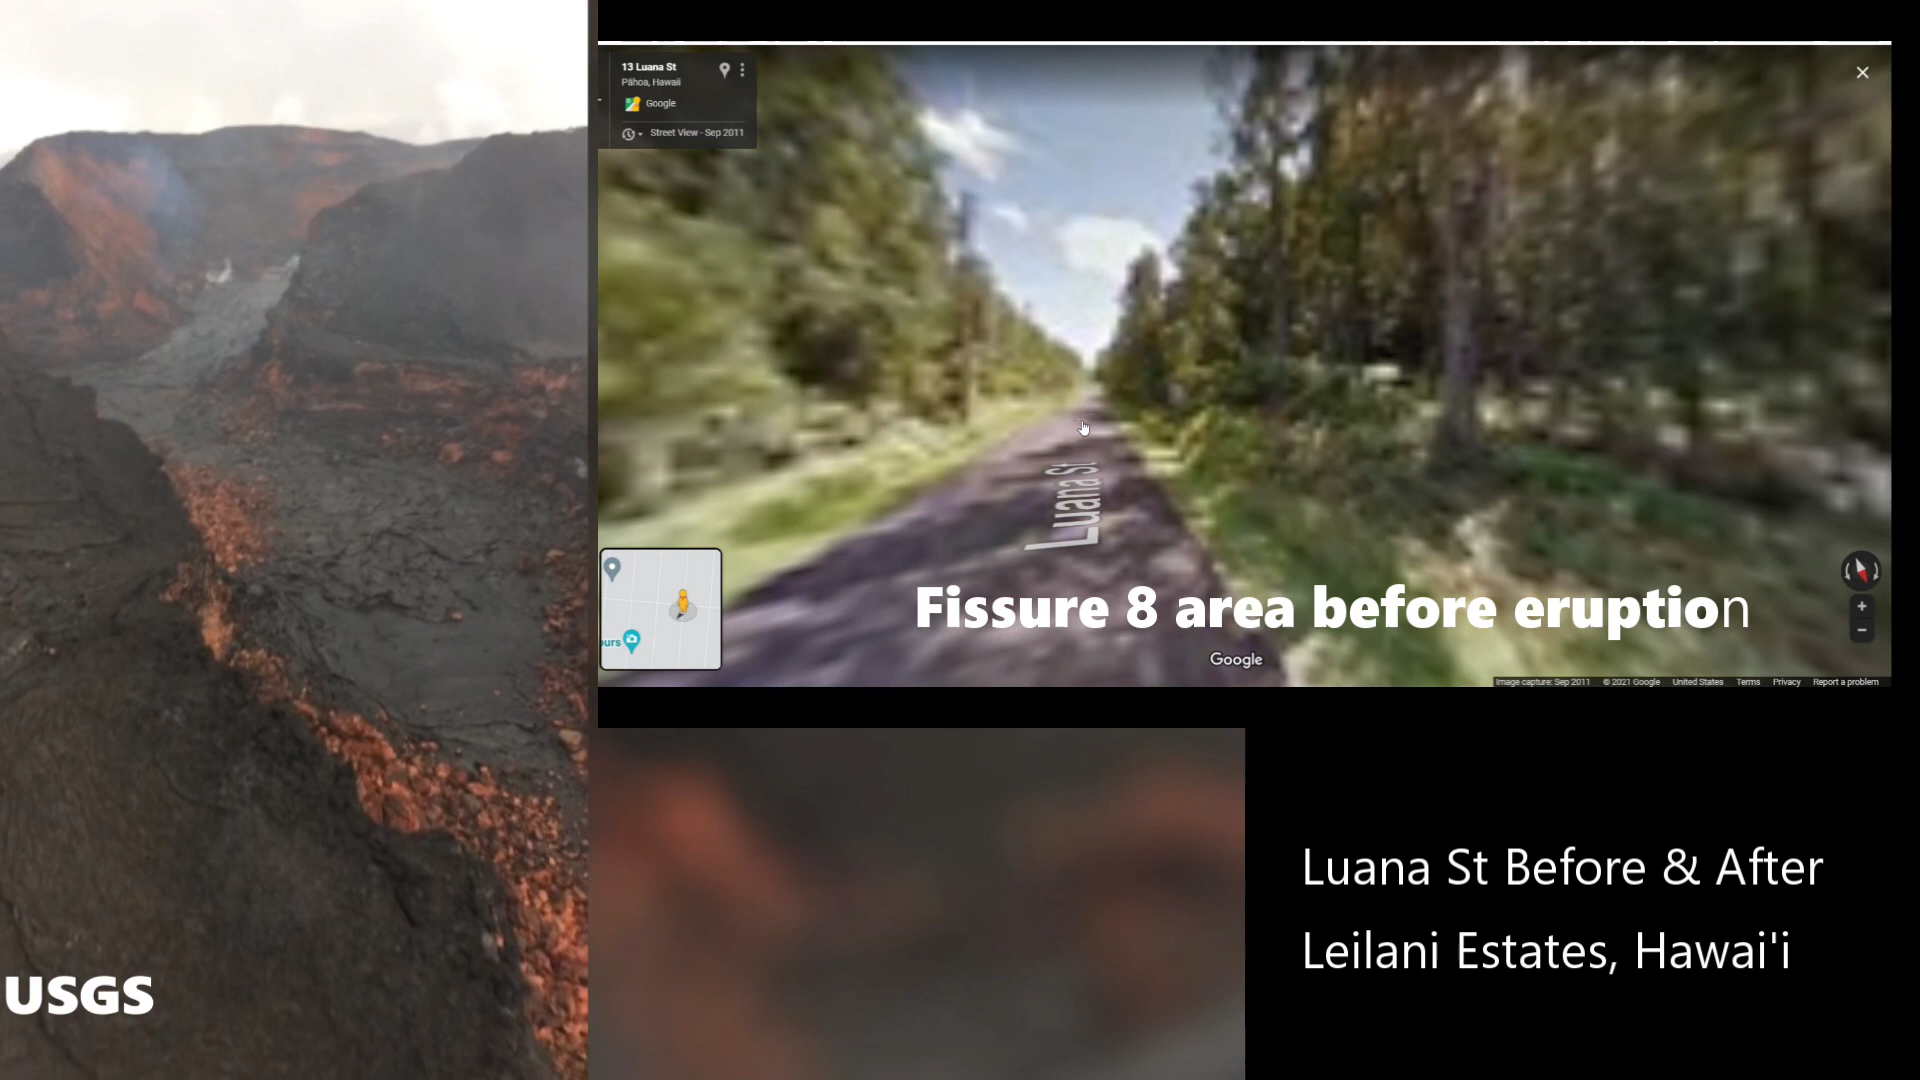 13 Luana St
Pāhoa, Hawaii
Google
Street View - Sep 2011
Luana St
ours
Fissure 8 area before eruption
Google
Image capture: Sep 2011 © 2021 Google United States Terms Privacy Report a problem
USGS
Luana St Before & After
Leilani Estates, Hawai'i